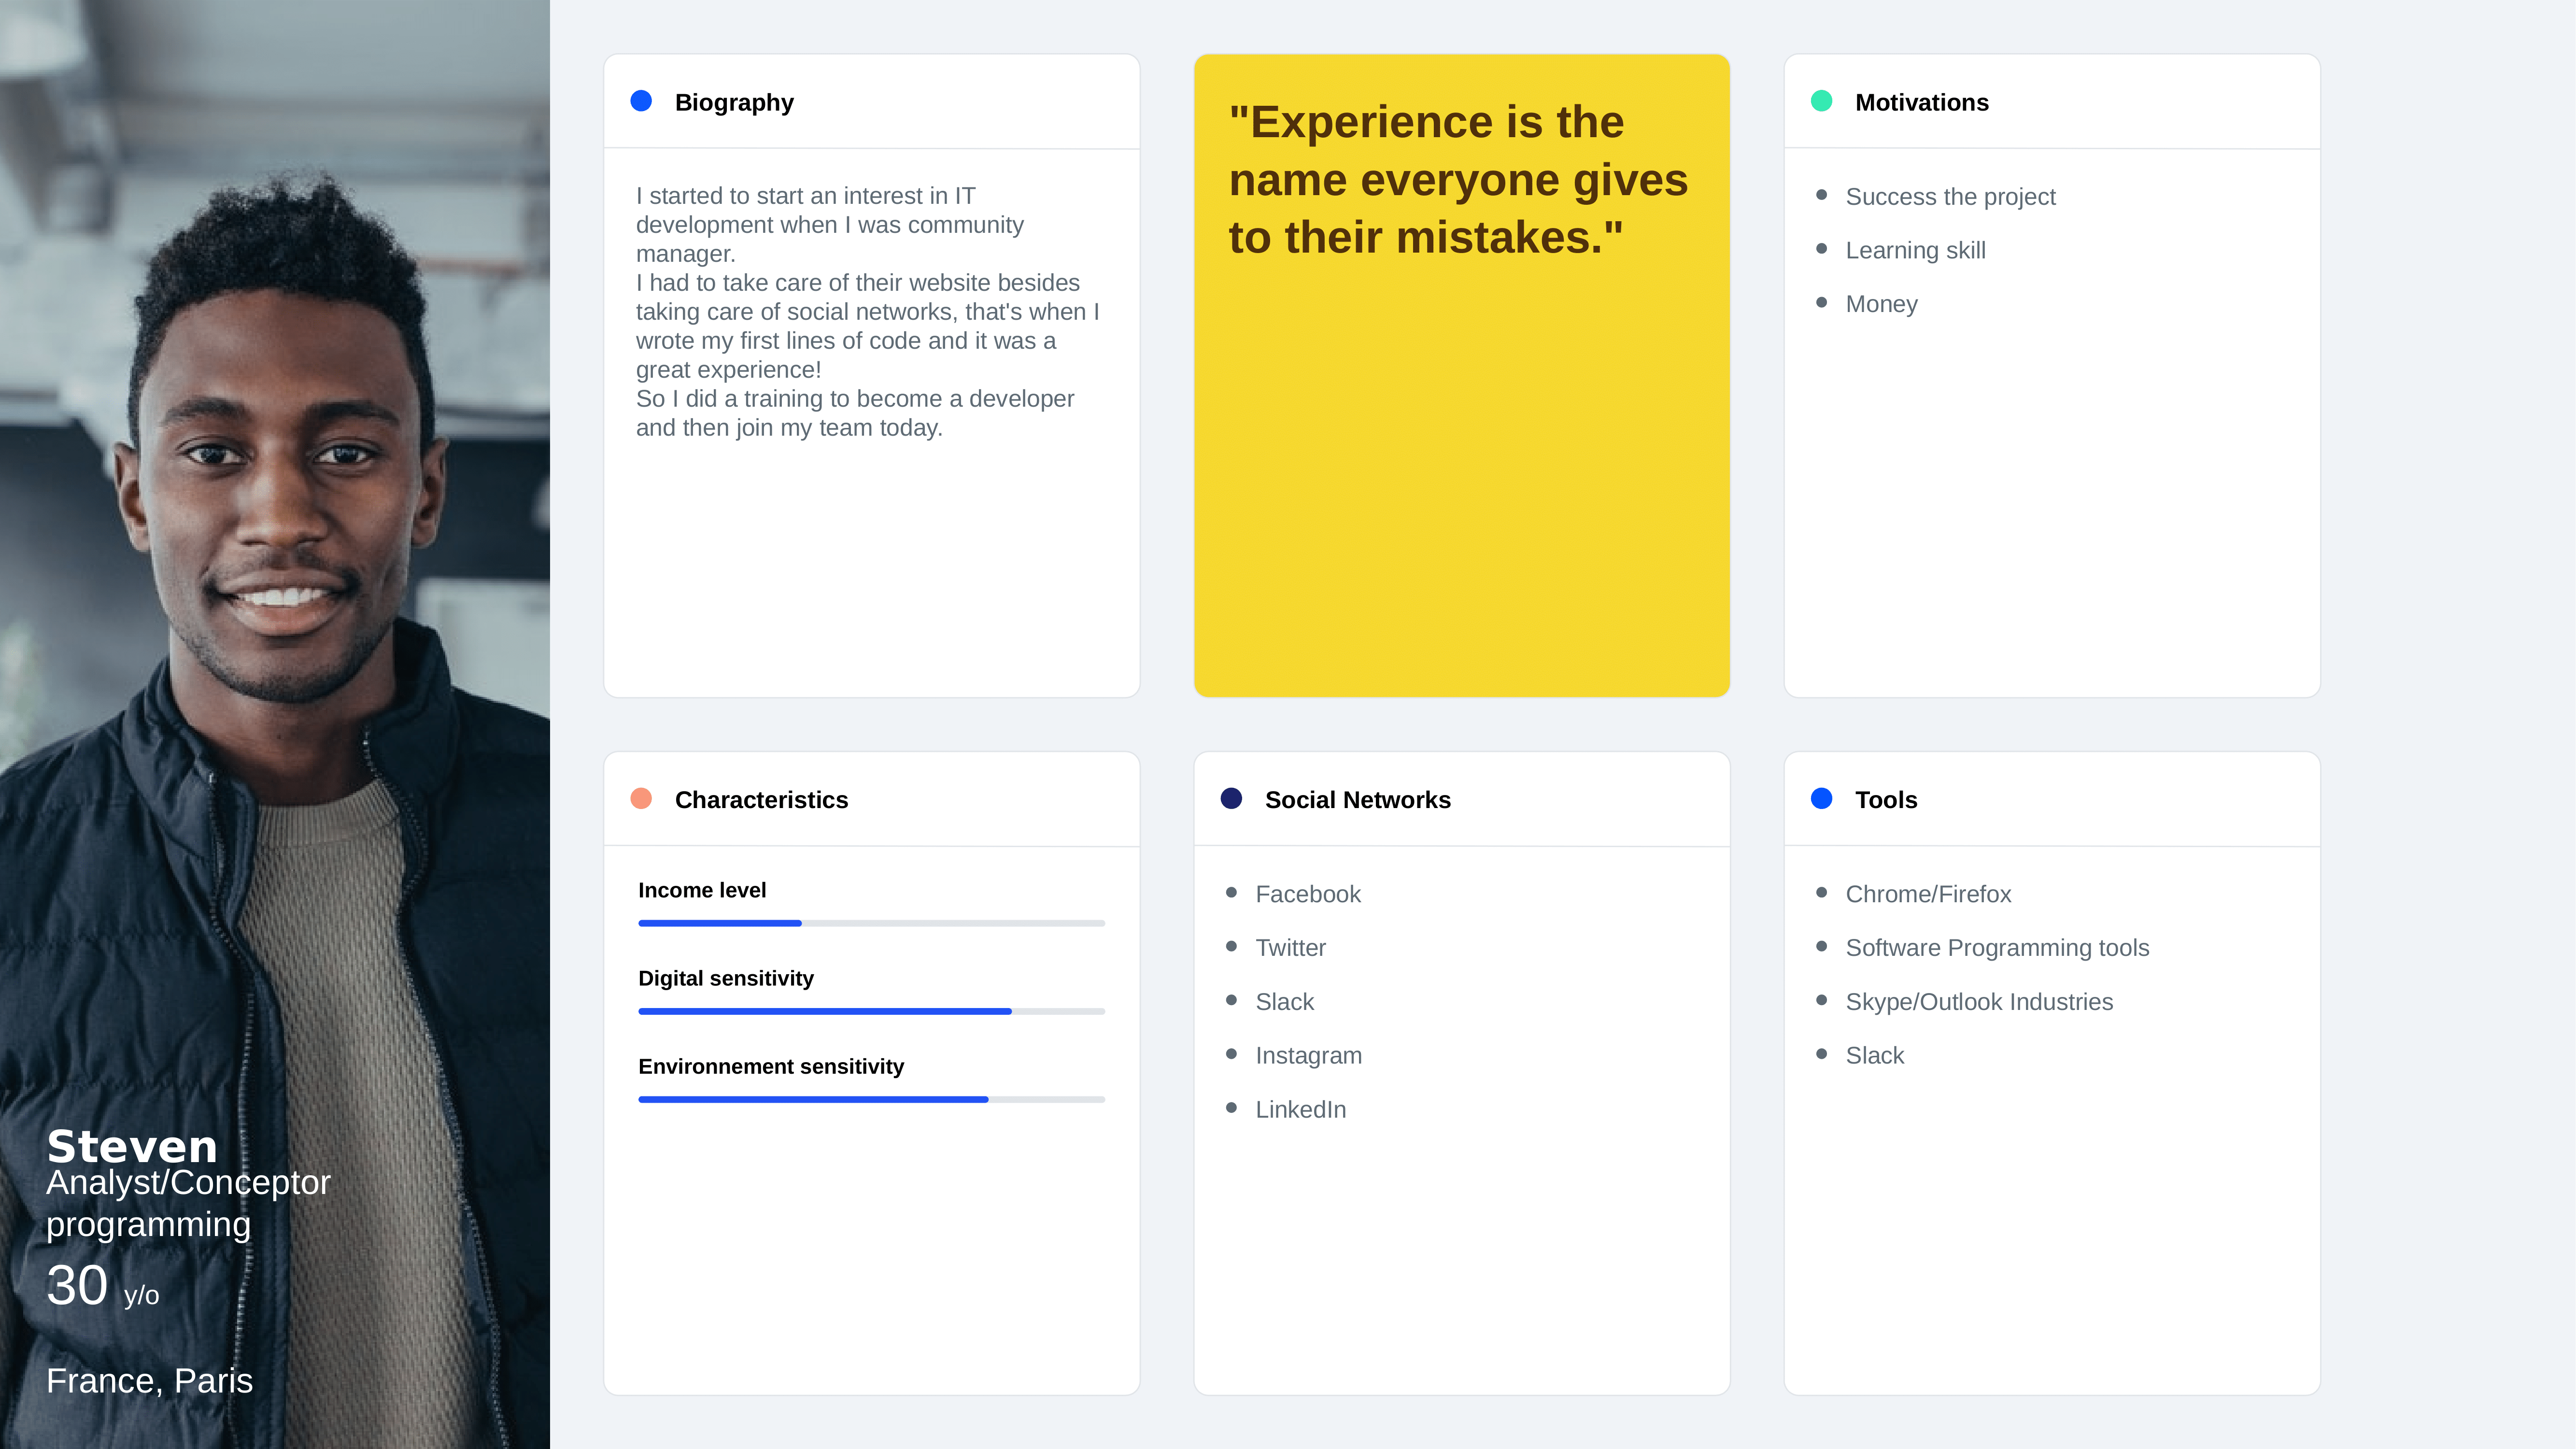 Steven
Analyst/Conceptor
programming
30 y/o
France, Paris
Biography
I started to start an interest in IT
development when I was community
manager.
I had to take care of their website besides
taking care of social networks, that's when I
wrote my first lines of code and it was a
great experience!
So I did a training to become a developer
and then join my team today.
"Experience is the
name everyone gives
to their mistakes."
Motivations
Success the project
Learning skill
Money
Characteristics
Income level
Digital sensitivity
Environnement sensitivity
Social Networks
Facebook
Twitter
Slack
Instagram
LinkedIn
Tools
Chrome/Firefox
Software Programming tools
Skype/Outlook Industries
Slack